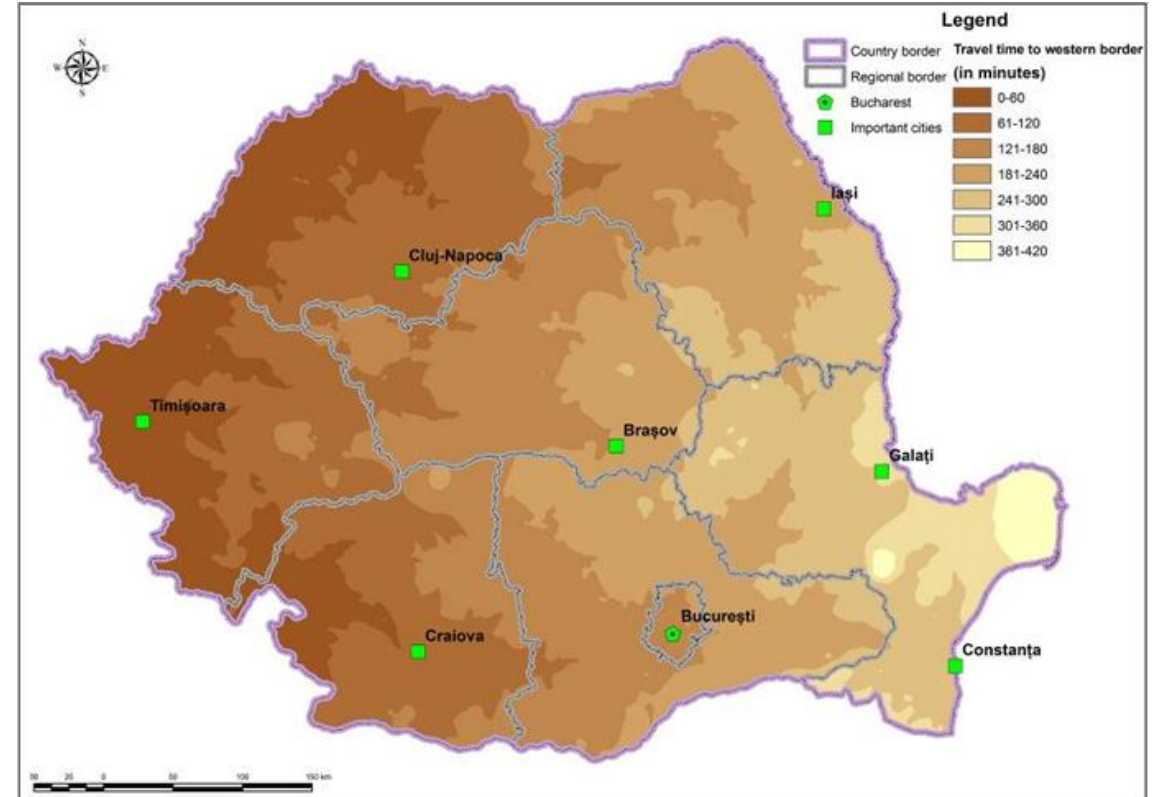 Legend
Country border
Regional border
Bucharest
Important cities
Travel time to western border
(in minutes)
0-60
61-120
121-180
181-240
241-300
301-360
361-420
N
W
E
S
Iași
Cluj-Napoca
Timișoara
Brașov
Galați
București
Craiova
Constanța
50 25 0 50 100 150 km